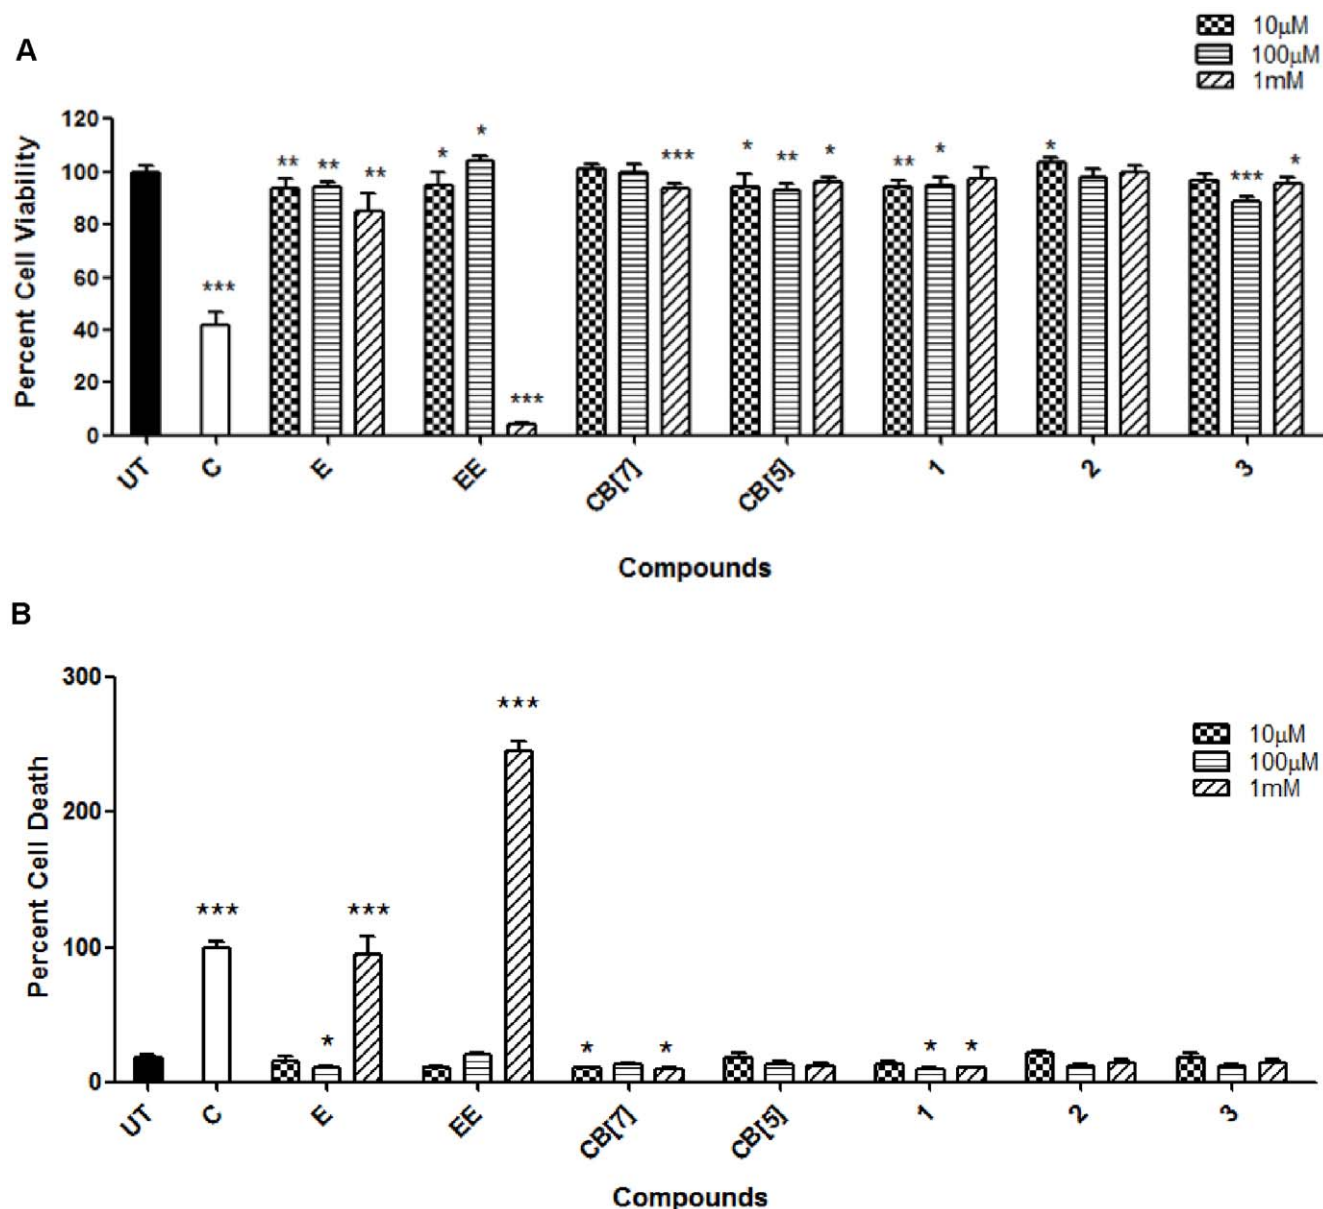 A
10μM
100μM
1mM
Percent Cell Viability
120
100
80
60
40
20
0
***
** ** **
* * ***
***
* ** *
** *
*
*** *
UT C E EE CB[7] CB[5] 1 2 3
Compounds
B
10μM
100μM
1mM
Percent Cell Death
300
200
100
0
***
* ***
***
* *
* *
UT C E EE CB[7] CB[5] 1 2 3
Compounds